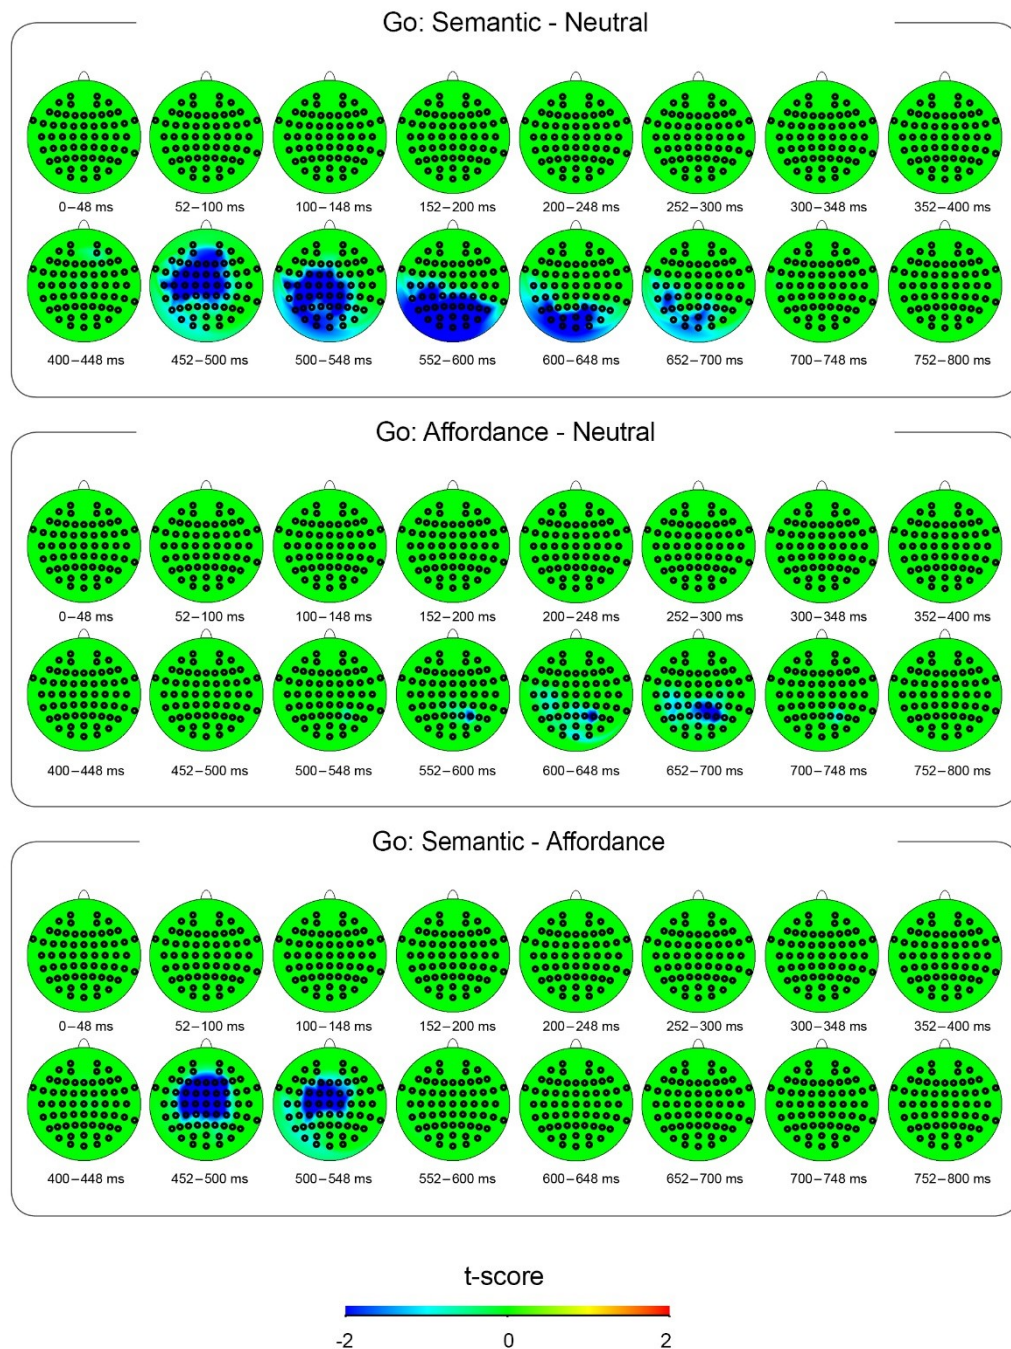 Go: Semantic - Neutral
0–48 ms 52–100 ms 100–148 ms 152–200 ms 200–248 ms 252–300 ms 300–348 ms 352–400 ms
400–448 ms 452–500 ms 500–548 ms 552–600 ms 600–648 ms 652–700 ms 700–748 ms 752–800 ms
Go: Affordance - Neutral
0–48 ms 52–100 ms 100–148 ms 152–200 ms 200–248 ms 252–300 ms 300–348 ms 352–400 ms
400–448 ms 452–500 ms 500–548 ms 552–600 ms 600–648 ms 652–700 ms 700–748 ms 752–800 ms
Go: Semantic - Affordance
0–48 ms 52–100 ms 100–148 ms 152–200 ms 200–248 ms 252–300 ms 300–348 ms 352–400 ms
400–448 ms 452–500 ms 500–548 ms 552–600 ms 600–648 ms 652–700 ms 700–748 ms 752–800 ms
t-score
-2 0 2